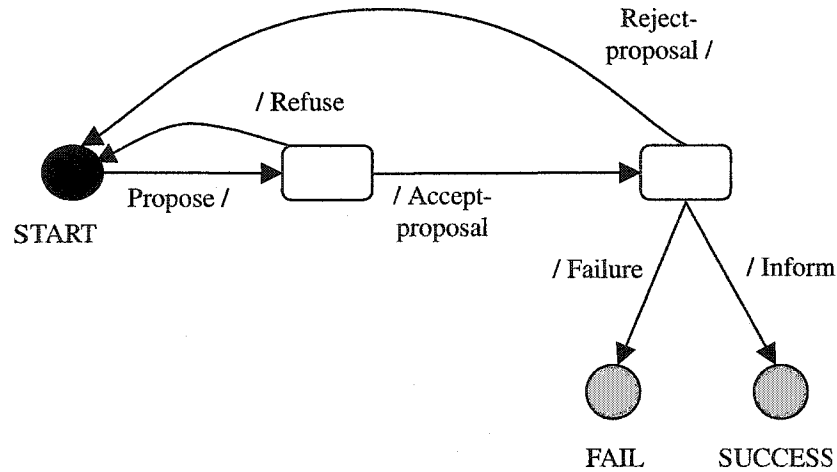 Reject-
proposal /
/ Refuse
Propose /
/ Accept-
proposal
START
/ Failure
/ Inform
FAIL
SUCCESS